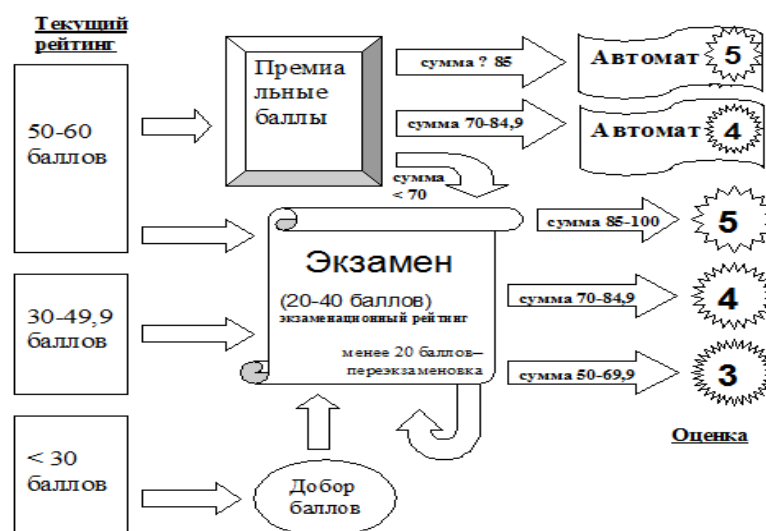 Текущий
рейтинг
50-60
баллов
30-49,9
баллов
< 30
баллов
Премиа
льные
баллы
сумма ? 85
Автомат 5
сумма 70-84,9
Автомат 4
сумма
< 70
Экзамен
(20-40 баллов)
экзаменационный рейтинг
менее 20 баллов–
переэкзаменовка
сумма 85-100
5
сумма 70-84,9
4
сумма 50-69,9
3
Оценка
Добор
баллов